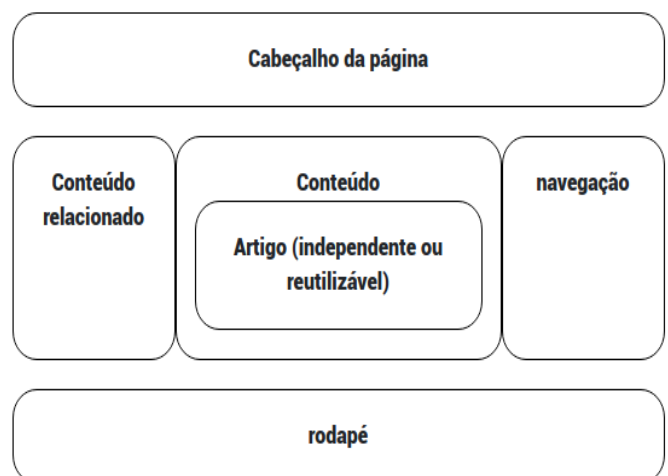 Cabeçalho da página
Conteúdo
relacionado
Conteúdo
Artigo (independente ou
reutilizável)
navegação
rodapé